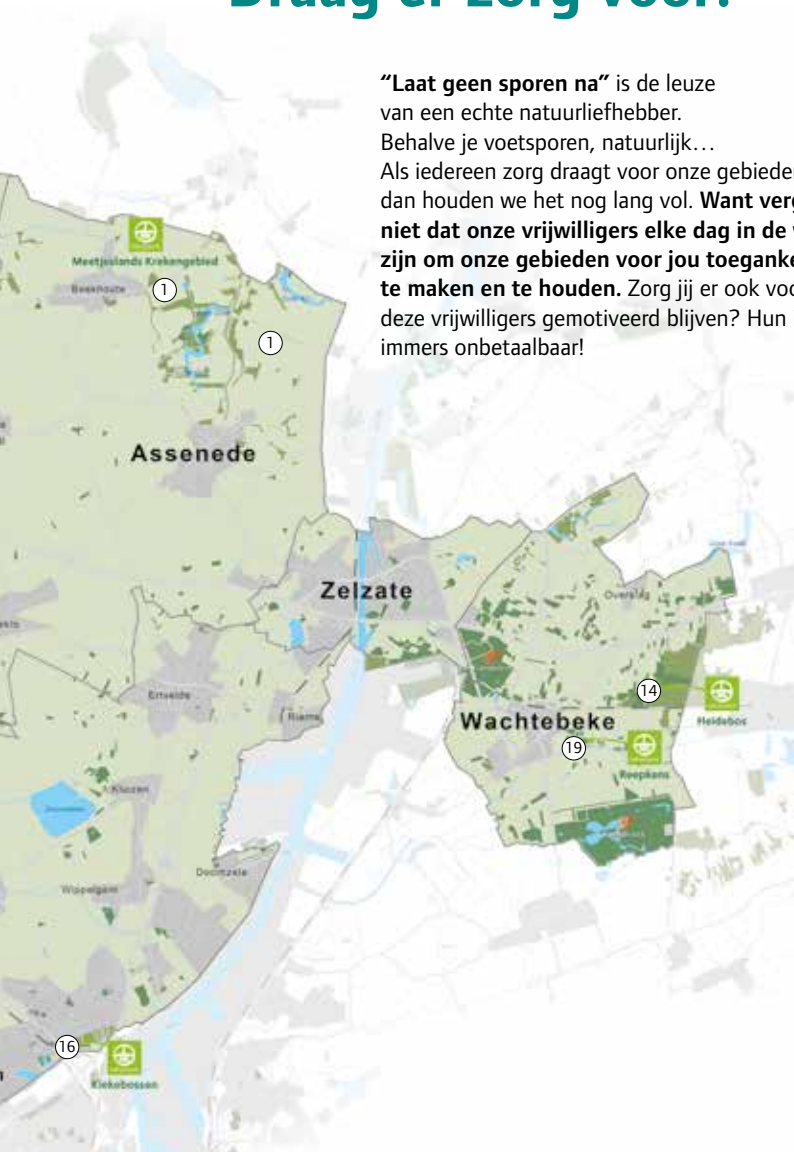 Draag er zorg voor!
“Laat geen sporen na” is de leuze
van een echte natuurliefhebber.
Behalve je voetsporen, natuurlijk…
Als iedereen zorg draagt voor onze gebieden
dan houden we het nog lang vol. Want verg
niet dat onze vrijwilligers elke dag in de
zijn om onze gebieden voor jou toeganke
te maken en te houden. Zorg jij er ook voo
deze vrijwilligers gemotiveerd blijven? Hun
immers onbetaalbaar!
Meetjeslands Krekengebied
Boekhoute
1
1
Assenede
Zelzate
Overslag
Ertvelde
Rieme
14
Heidebos
Wachtebeke
19
Reepkens
Kluizen
Doornzele
Wippelgem
16
Kiekebossen